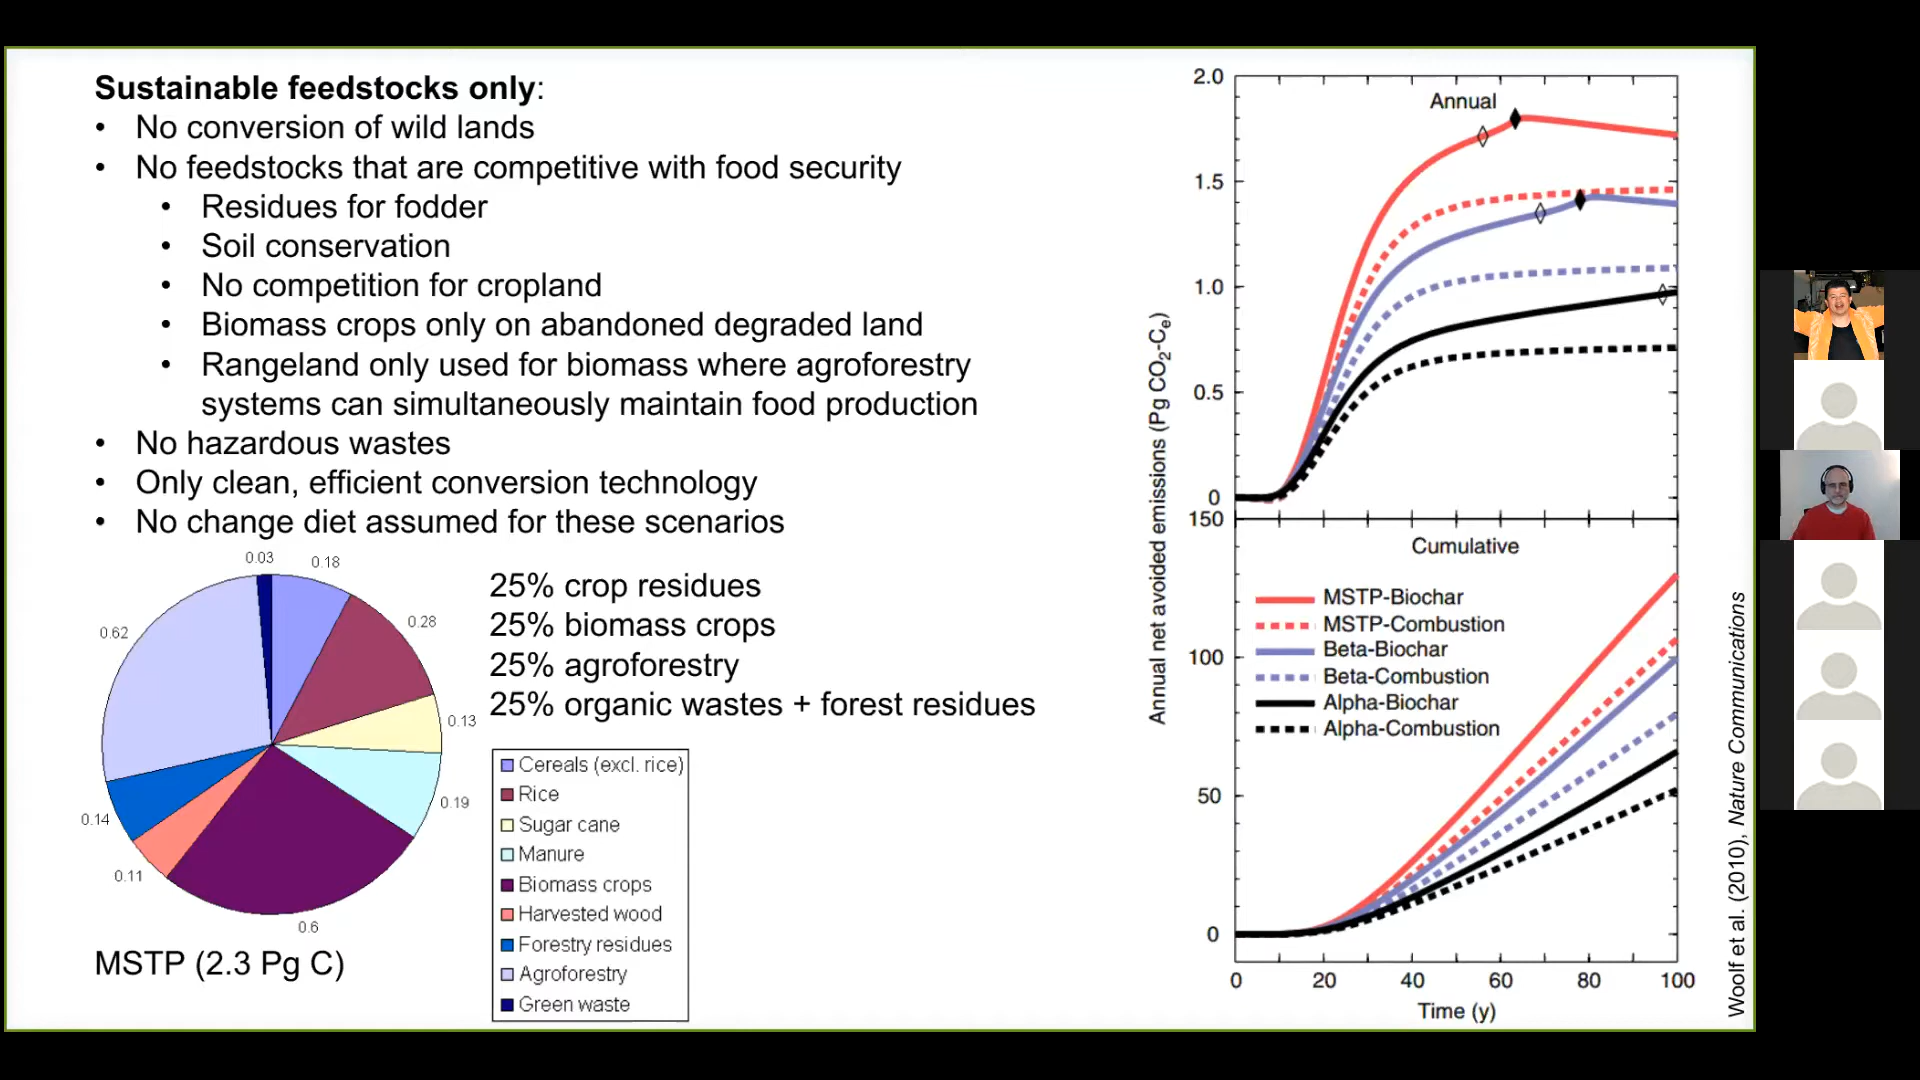 Sustainable feedstocks only:
• No conversion of wild lands
• No feedstocks that are competitive with food security
• Residues for fodder
• Soil conservation
• No competition for cropland
• Biomass crops only on abandoned degraded land
• Rangeland only used for biomass where agroforestry
systems can simultaneously maintain food production
• No hazardous wastes
• Only clean, efficient conversion technology
• No change diet assumed for these scenarios
0.03
0.18
0.28
0.13
0.19
0.6
0.11
0.14
0.62
25% crop residues
25% biomass crops
25% agroforestry
25% organic wastes + forest residues
Cereals (excl. rice)
Rice
Sugar cane
Manure
Biomass crops
Harvested wood
Forestry residues
Agroforestry
Green waste
MSTP (2.3 Pg C)
Annual net avoided emissions (Pg CO2-Ce)
2.0
1.5
1.0
0.5
0
Annual
150
100
50
0
Cumulative
MSTP-Biochar
MSTP-Combustion
Beta-Biochar
Beta-Combustion
Alpha-Biochar
Alpha-Combustion
0 20 40 60 80 100
Time (y)
Woolf et al. (2010), Nature Communications